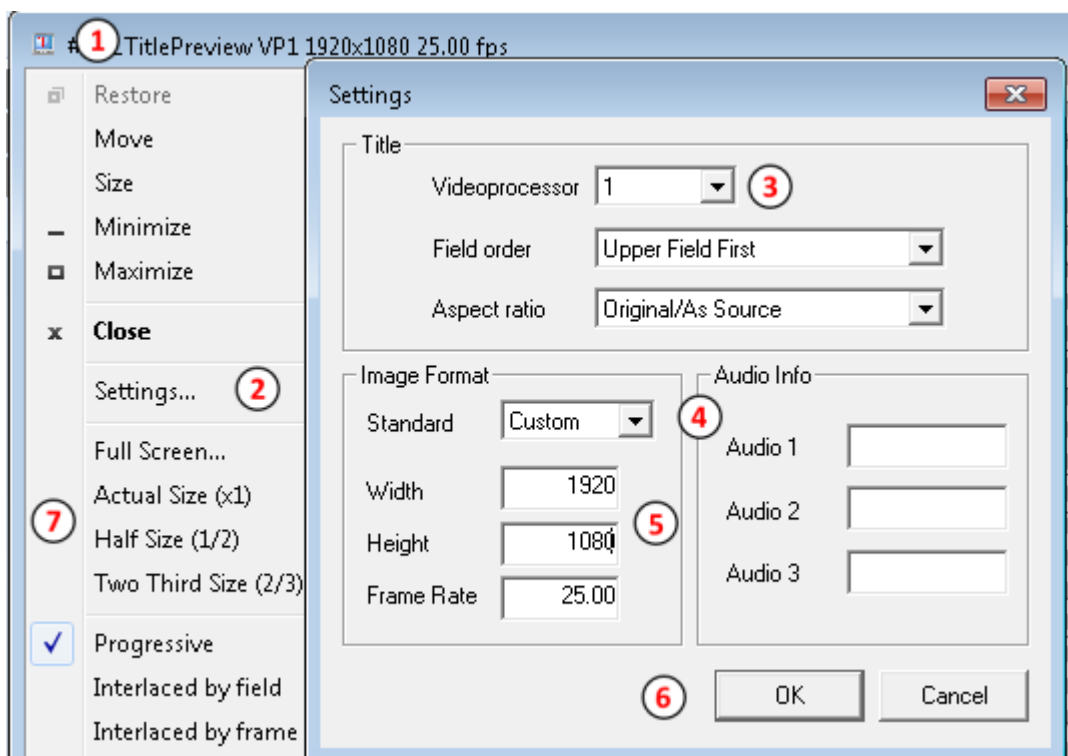 # 1 TitlePreview VP1 1920x1080 25.00 fps
Restore
Move
Size
Minimize
Maximize
Close
Settings... 2
Full Screen...
Actual Size (x1)
7
Half Size (1/2)
Two Third Size (2/3)
Progressive
Interlaced by field
Interlaced by frame
Settings
Title
Videoprocessor 1 3
Field order Upper Field First
Aspect ratio Original/As Source
Image Format
Standard Custom 4
Width 1920
5
Height 1080
Frame Rate 25.00
Audio Info
Audio 1
Audio 2
Audio 3
6 OK Cancel